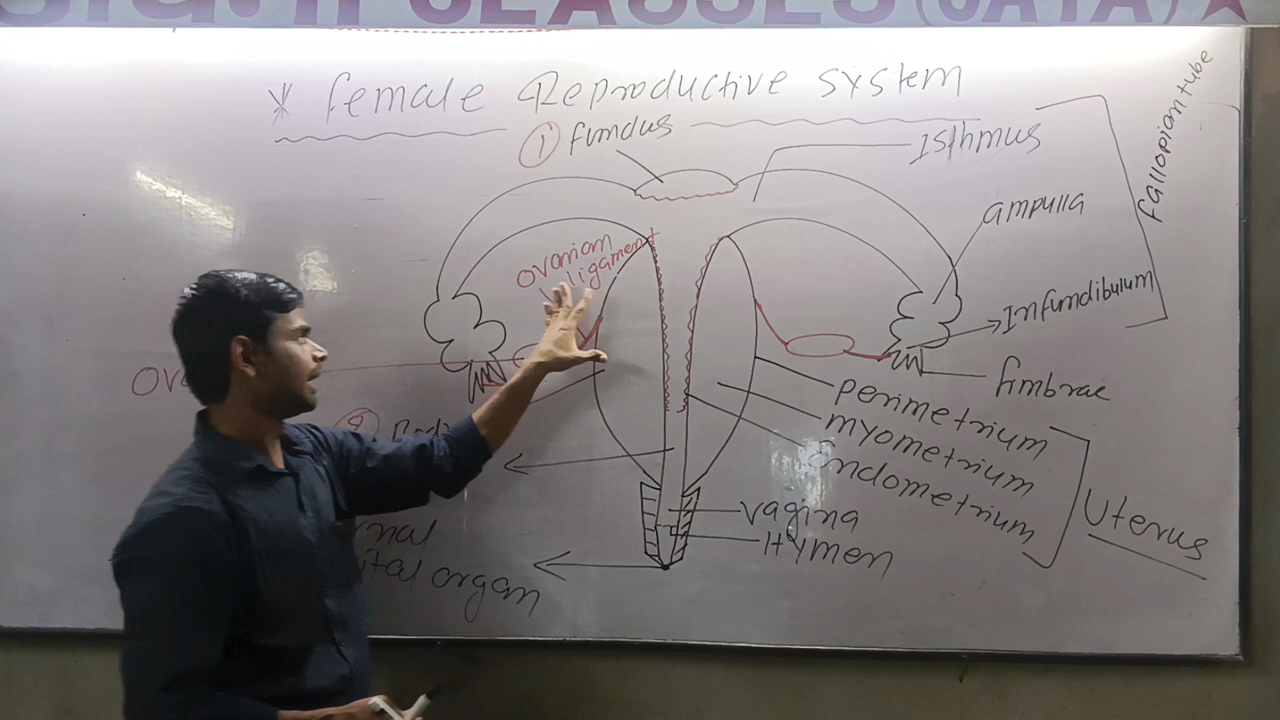 CLASSES (JATA) ★
* female Reproductive system
① fundus
Isthmus
fallopian tube
ampulla
ovarian
ligament
Infundibulum
fimbrae
perimetrium
myometrium
Endometrium
Uterus
vagina
Hymen
organ